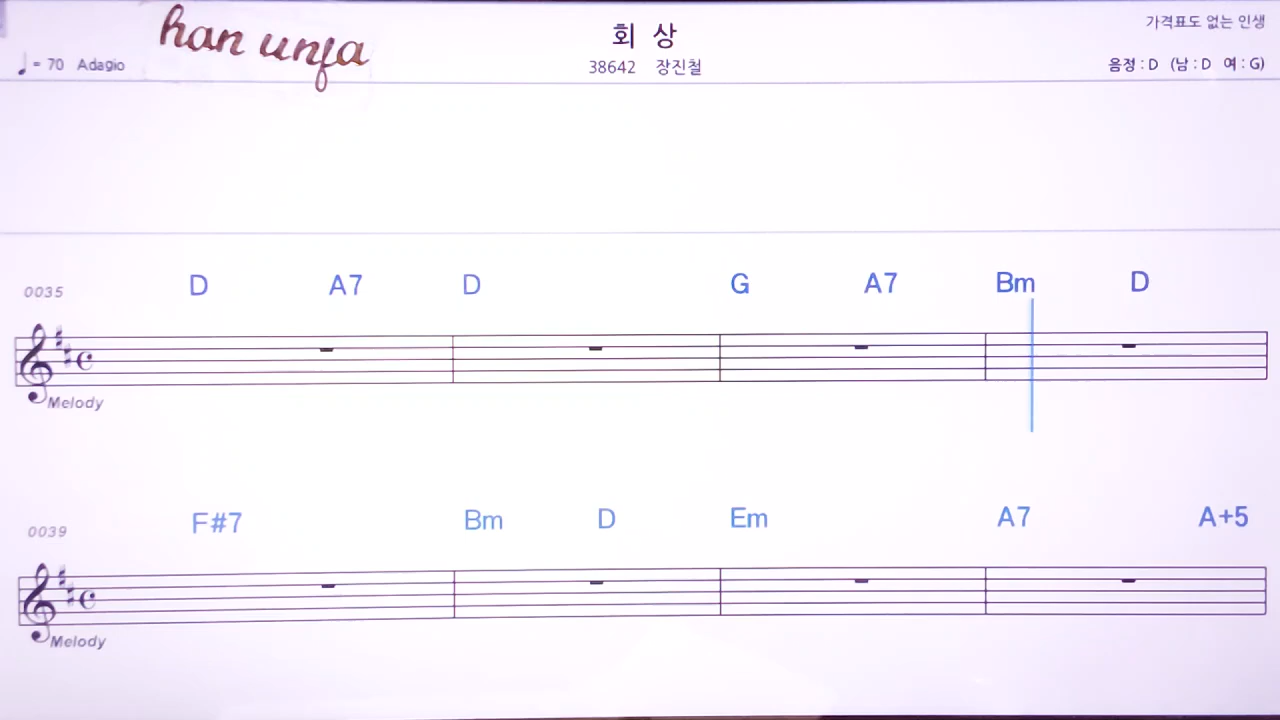 han unja
회 상
가격표도 없는 인생
♩= 70 Adagio
38642 장진철
음정 : D (남 : D 여 : G)
D A7 D G A7 Bm D
0035
Melody
F#7 Bm D Em A7 A+5
0039
Melody